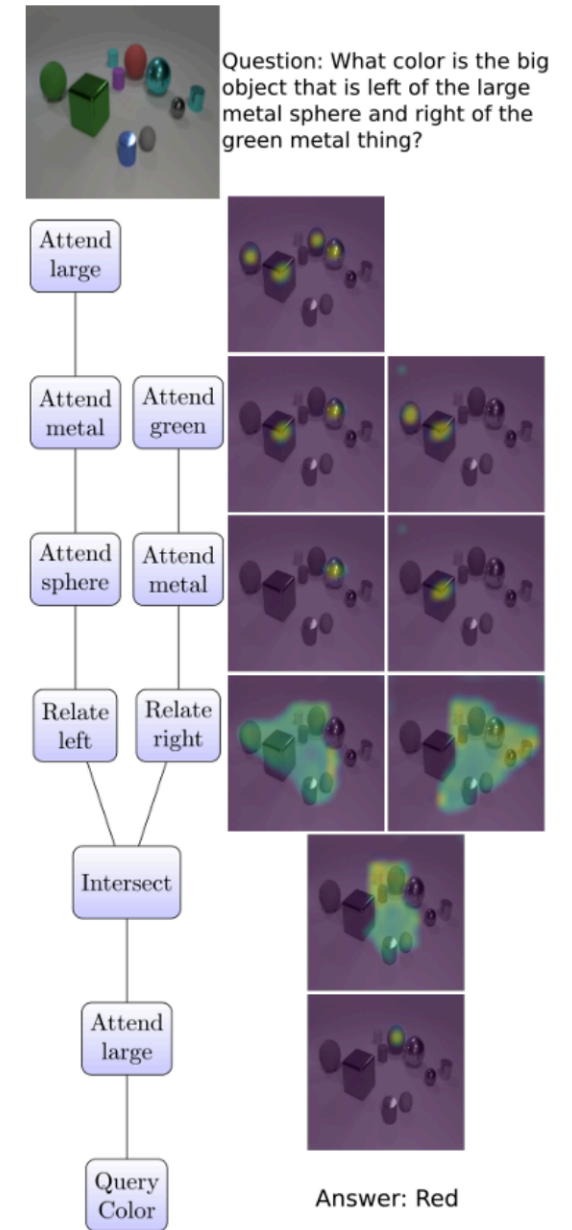 Question: What color is the big
object that is left of the large
metal sphere and right of the
green metal thing?
Attend
large
Attend
metal
Attend
green
Attend
sphere
Attend
metal
Relate
left
Relate
right
Intersect
Attend
large
Query
Color
Answer: Red